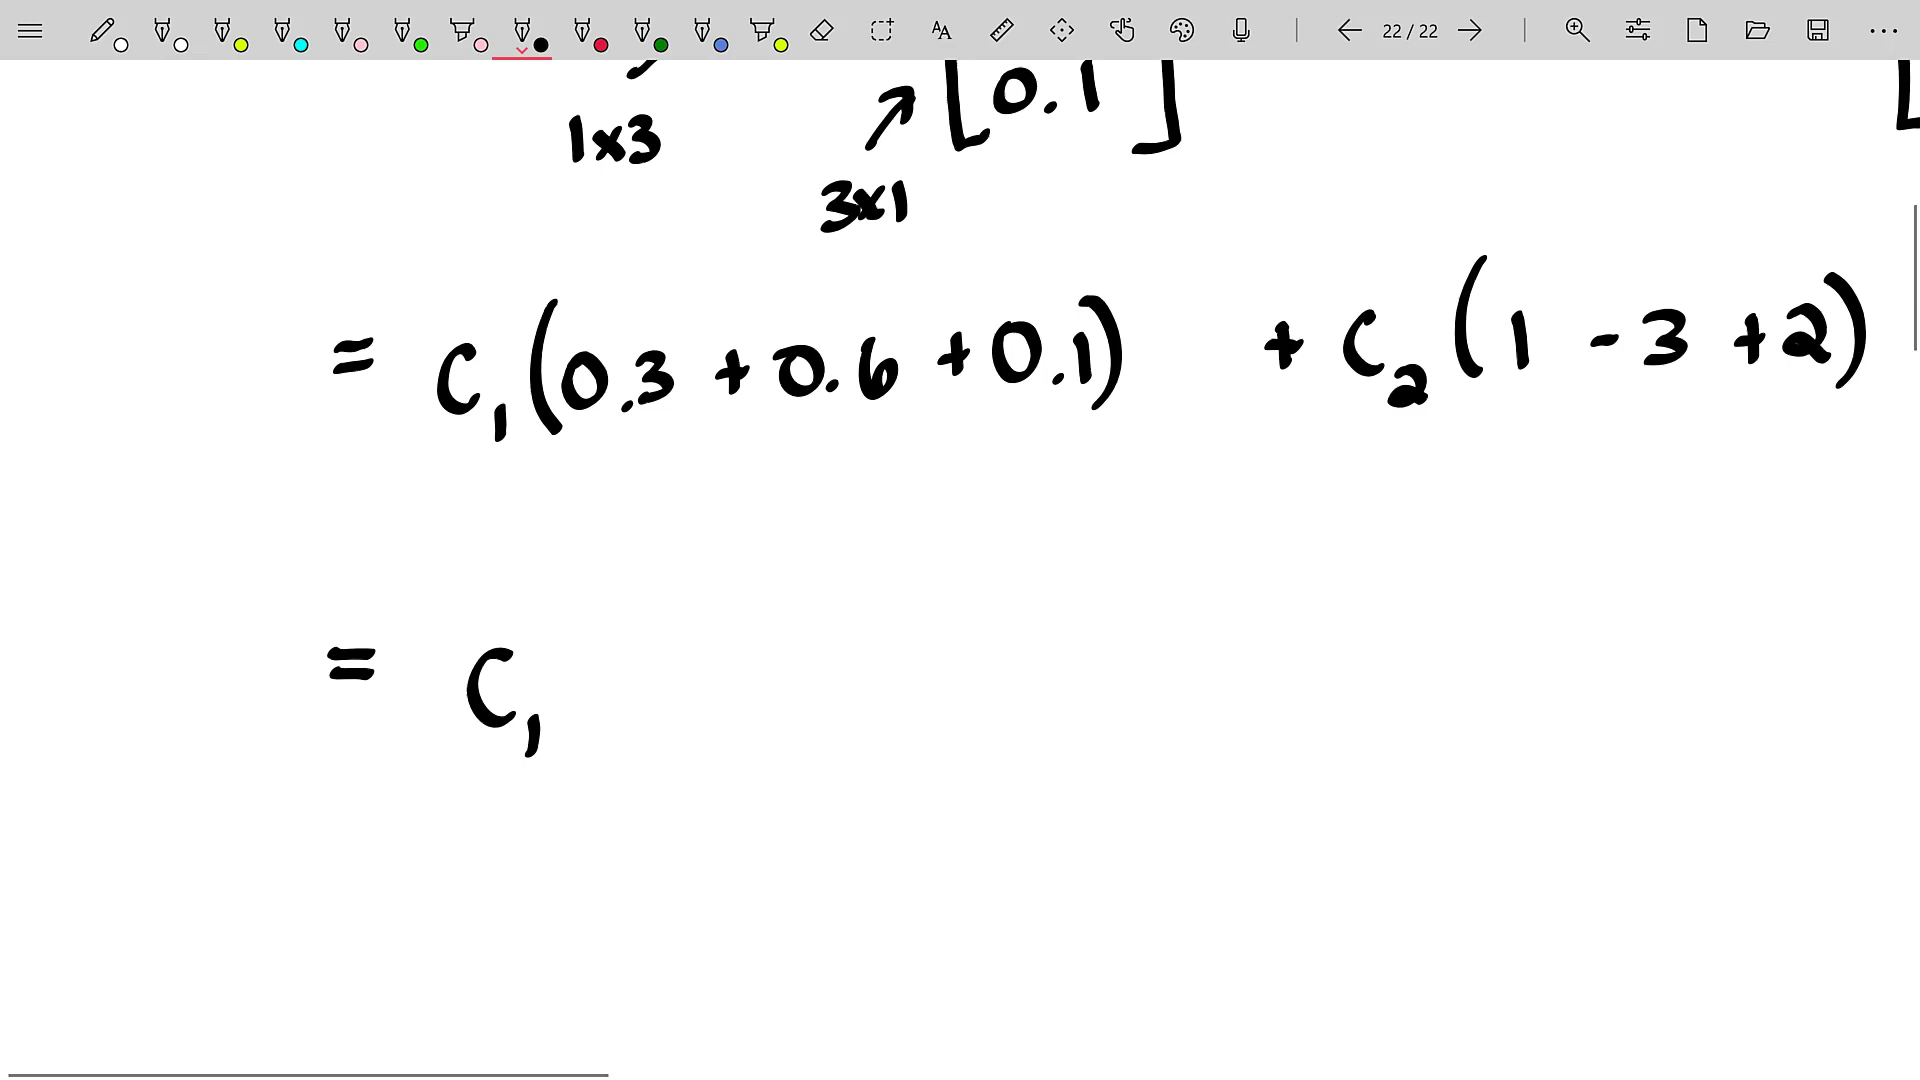 22 / 22
[0.1]
1x3
3x1
= C₁(0.3 + 0.6 + 0.1) + C₂(1 - 3 + 2)
= C₁